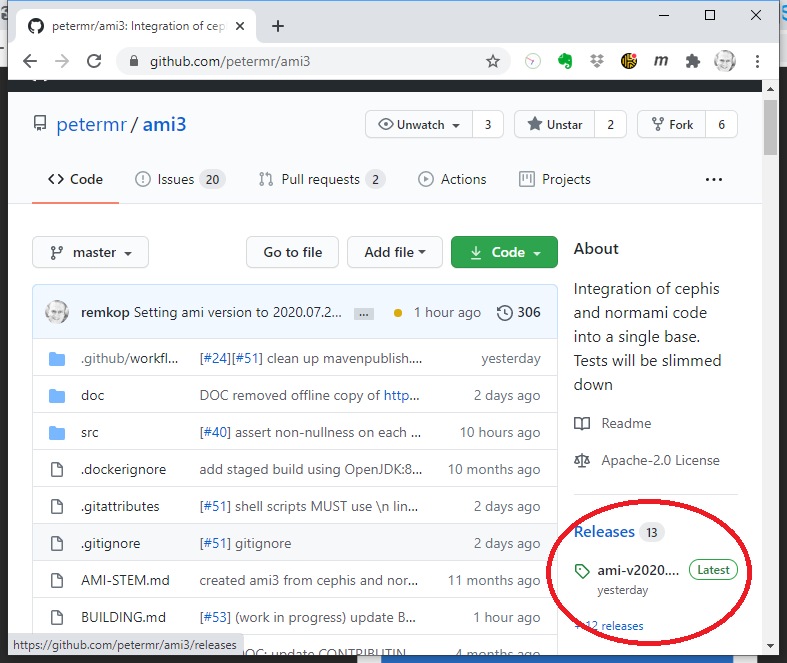 petermr/ami3: Integration of cep
github.com/petermr/ami3
m
petermr / ami3
Unwatch 3
Unstar 2
Fork 6
Code
Issues 20
Pull requests 2
Actions
Projects
...
master
Go to file
Add file
Code
remkop Setting ami version to 2020.07.2... ... 1 hour ago 306
.github/workfl... [#24][#51] clean up mavenpublish.... yesterday
doc DOC removed offline copy of http... 2 days ago
src [#40] assert non-nullness on each ... 10 hours ago
.dockerignore add staged build using OpenJDK:8... 10 months ago
.gitattributes [#51] shell scripts MUST use \n lin... 2 days ago
.gitignore [#51] gitignore 2 days ago
AMI-STEM.md created ami3 from cephis and nor... 11 months ago
BUILDING.md [#53] (work in progress) update B... 1 hour ago
DOC: update CONTRIBUTIN 4 months ago
About
Integration of cephis
and normami code
into a single base.
Tests will be slimmed
down
Readme
Apache-2.0 License
Releases 13
ami-v2020.... Latest
yesterday
+ 12 releases
https://github.com/petermr/ami3/releases